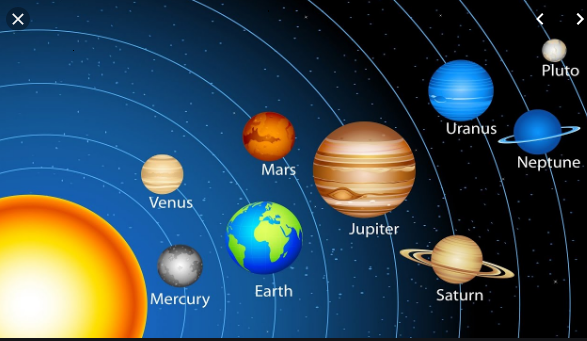 Pluto
Uranus
Neptune
Mars
Venus
Jupiter
Earth
Mercury
Saturn